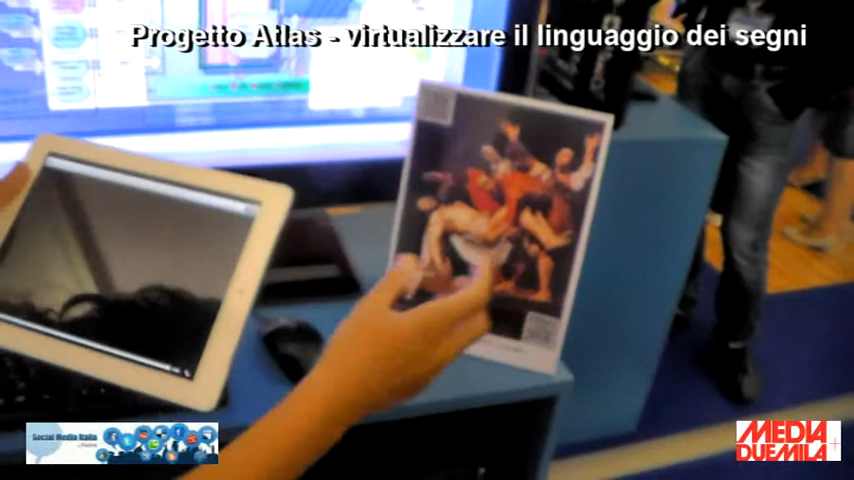 Progetto Atlas - virtualizzare il linguaggio dei segni
Social Media Italia
MEDIA
DUEMILA